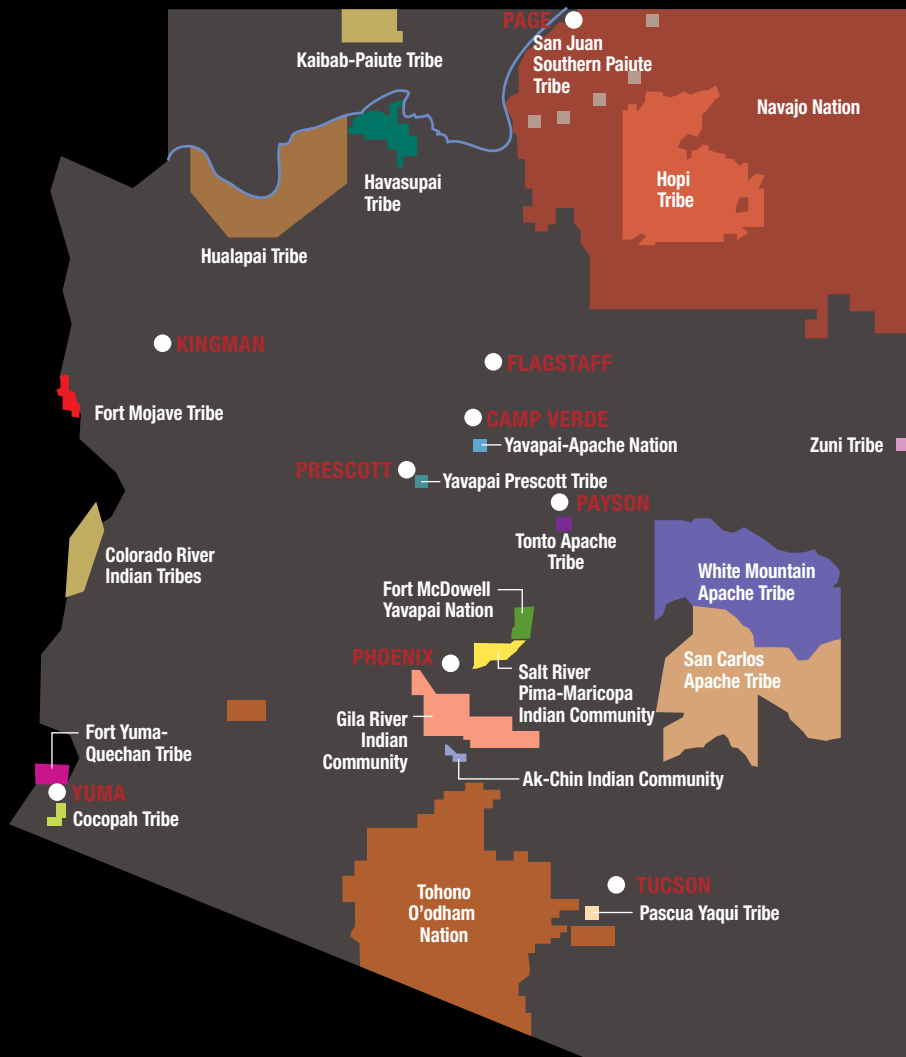 PAGE
San Juan
Southern Paiute
Tribe
Kaibab-Paiute Tribe
Navajo Nation
Hopi
Tribe
Havasupai
Tribe
Hualapai Tribe
KINGMAN
FLAGSTAFF
Fort Mojave Tribe
CAMP VERDE
Yavapai-Apache Nation
Zuni Tribe
PRESCOTT
Yavapai Prescott Tribe
PAYSON
Tonto Apache
Tribe
Colorado River
Indian Tribes
White Mountain
Apache Tribe
Fort McDowell
Yavapai Nation
PHOENIX
San Carlos
Apache Tribe
Salt River
Pima-Maricopa
Indian Community
Gila River
Indian
Community
Fort Yuma-
Quechan Tribe
Ak-Chin Indian Community
YUMA
Cocopah Tribe
Tohono
O'odham
Nation
TUCSON
Pascua Yaqui Tribe